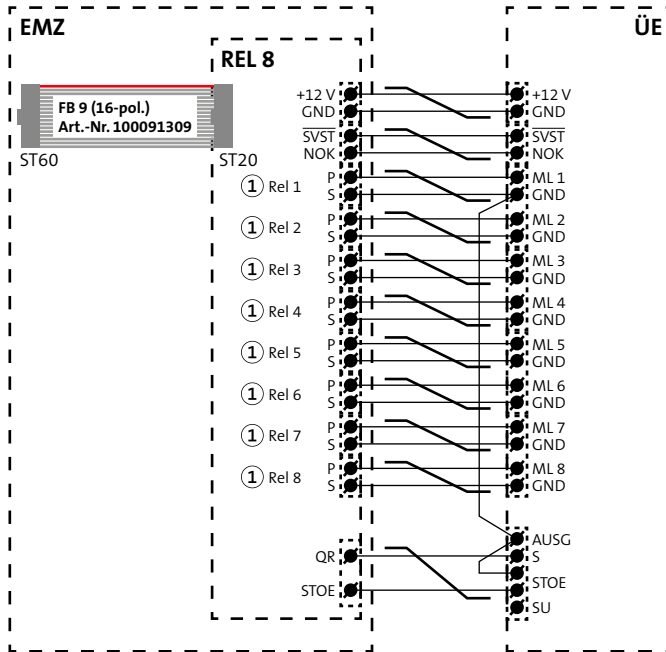 EMZ
ÜE
REL 8
FB 9 (16-pol.)
Art.-Nr. 100091309
ST60
ST20
+12 V
+12 V
GND
GND
SVST
SVST
NOK
NOK
1 Rel 1
P
ML 1
S
GND
1 Rel 2
P
ML 2
S
GND
1 Rel 3
P
ML 3
S
GND
1 Rel 4
P
ML 4
S
GND
1 Rel 5
P
ML 5
S
GND
1 Rel 6
P
ML 6
S
GND
1 Rel 7
P
ML 7
S
GND
1 Rel 8
P
ML 8
S
GND
AUSG
QR
S
STOE
STOE
SU